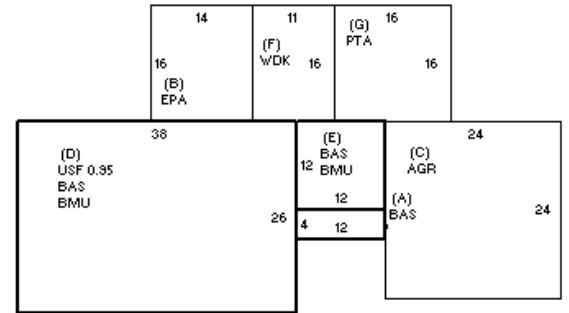 14
11
16
(G)
PTA
(F)
WDK
16
16
16
(B)
EPA
38
(E)
BAS
BMU
12
24
(D)
USF 0.95
BAS
BMU
(C)
AGR
12
(A)
BAS
26
4
12
24